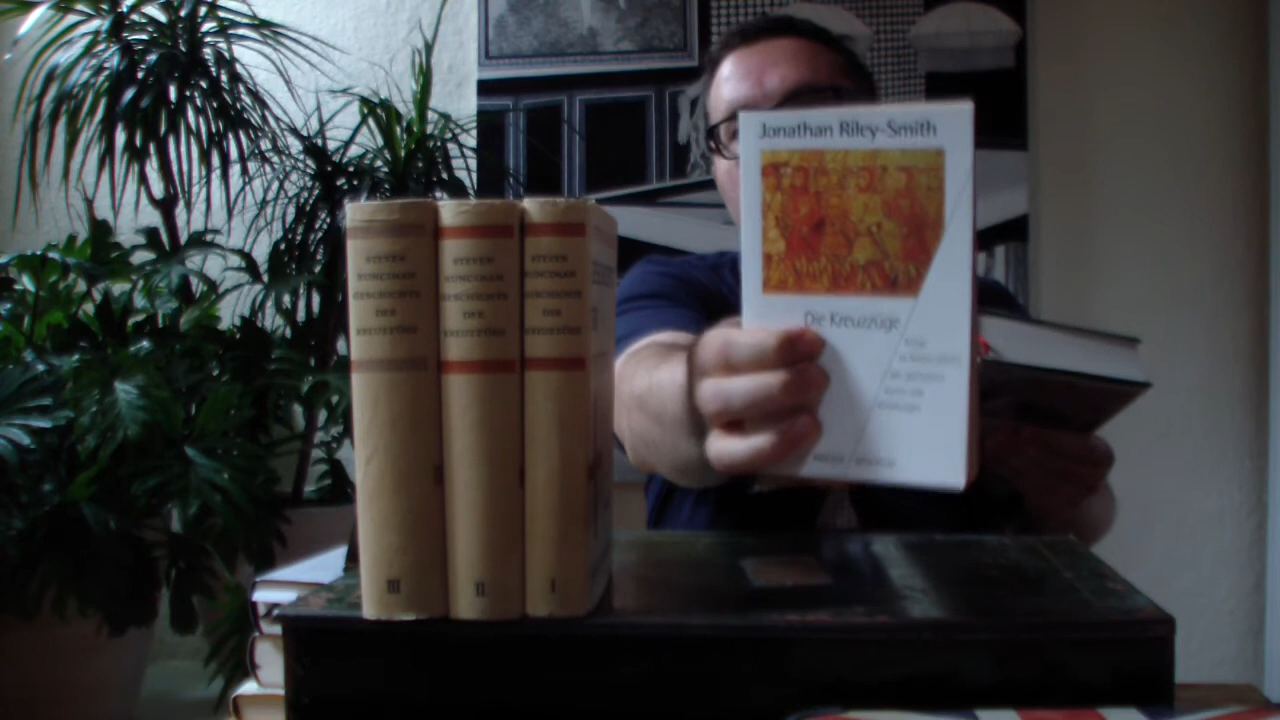 STEVEN
RUNCIMAN
GESCHICHTE
DER
KREUZZÜGE
III
STEVEN
RUNCIMAN
GESCHICHTE
DER
KREUZZÜGE
II
STEVEN
RUNCIMAN
GESCHICHTE
DER
KREUZZÜGE
I
Jonathan Riley-Smith
Die Kreuzzüge